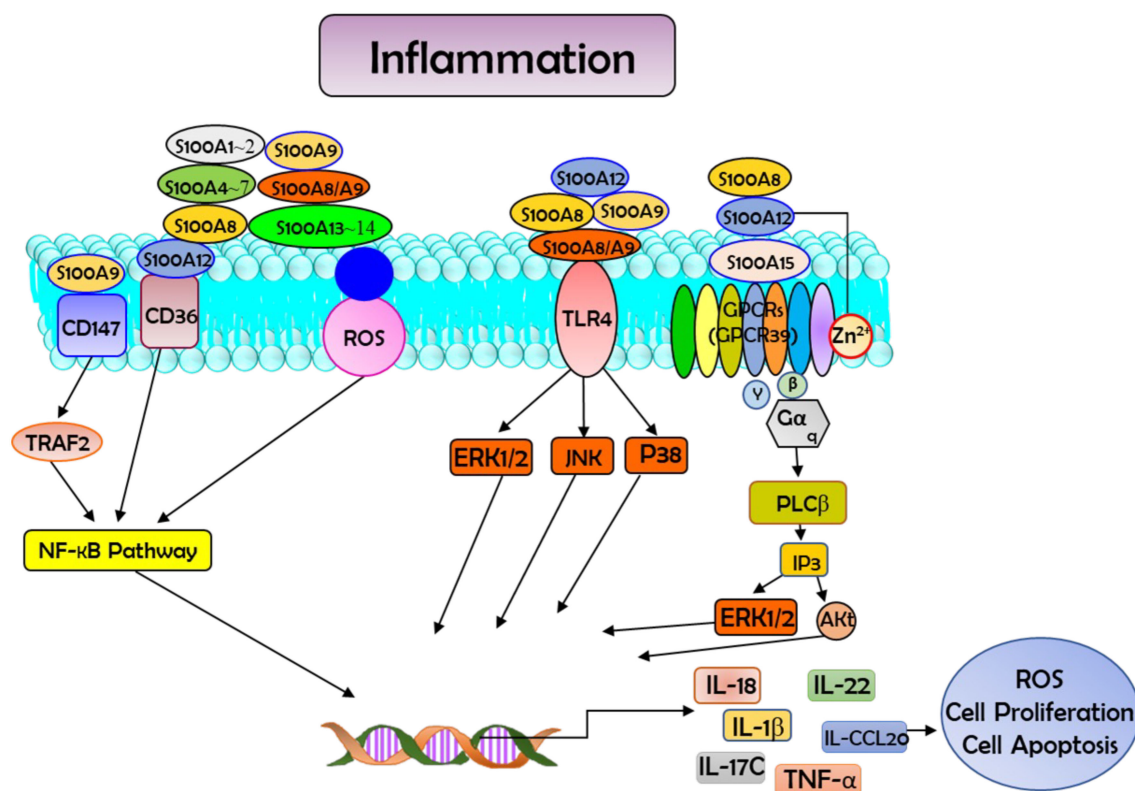 Inflammation
S100A1~2
S100A9
S100A4~7
S100A8/A9
S100A8
S100A13~14
S100A9
S100A12
CD147
CD36
ROS
S100A12
S100A8
S100A9
S100A8/A9
TLR4
S100A8
S100A12
S100A15
GPCRs
(GPCR39)
Zn²⁺
γ
β
Gα q
TRAF2
ERK1/2
JNK
P38
PLCβ
NF-κB Pathway
IP3
ERK1/2
AKt
IL-18
IL-22
IL-1β
IL-CCL20
IL-17C
TNF-α
ROS
Cell Proliferation
Cell Apoptosis